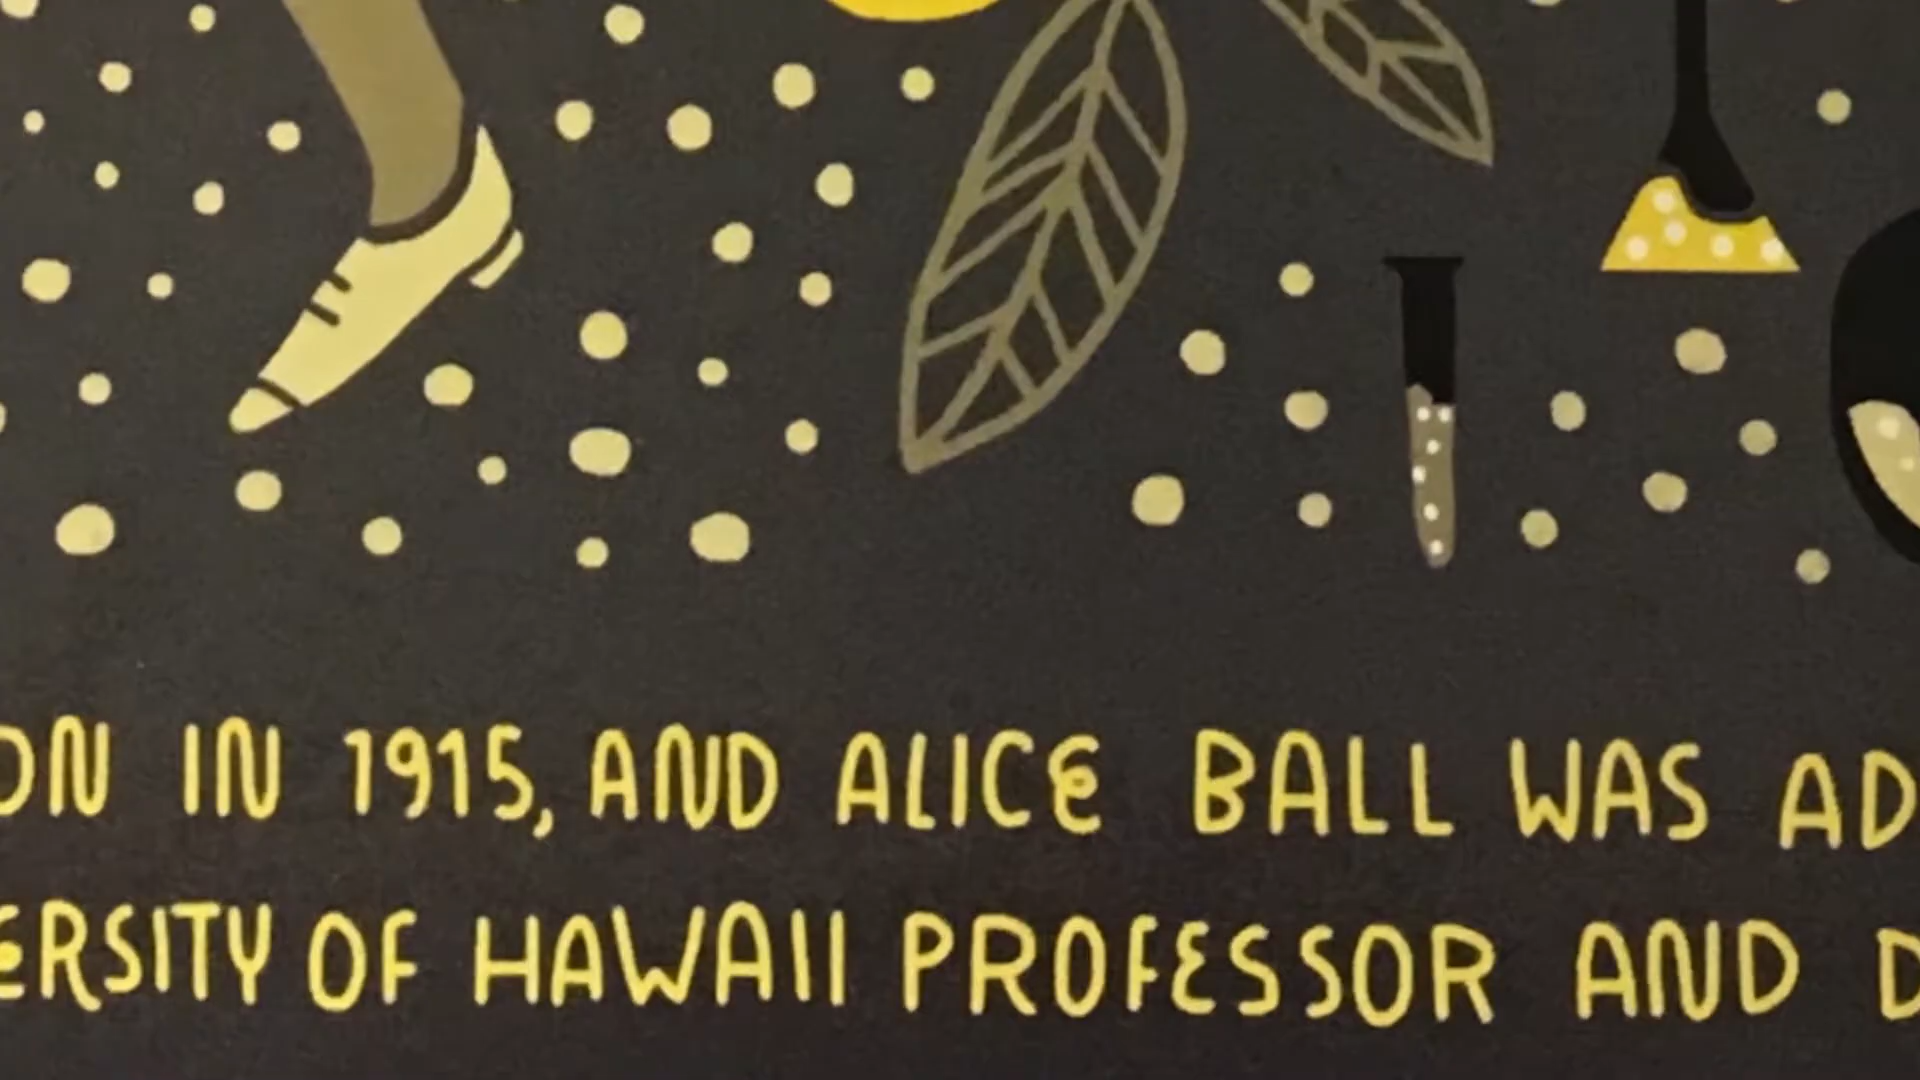 ON IN 1915, AND ALICE BALL WAS AD
ERSITY OF HAWAII PROFESSOR AND D